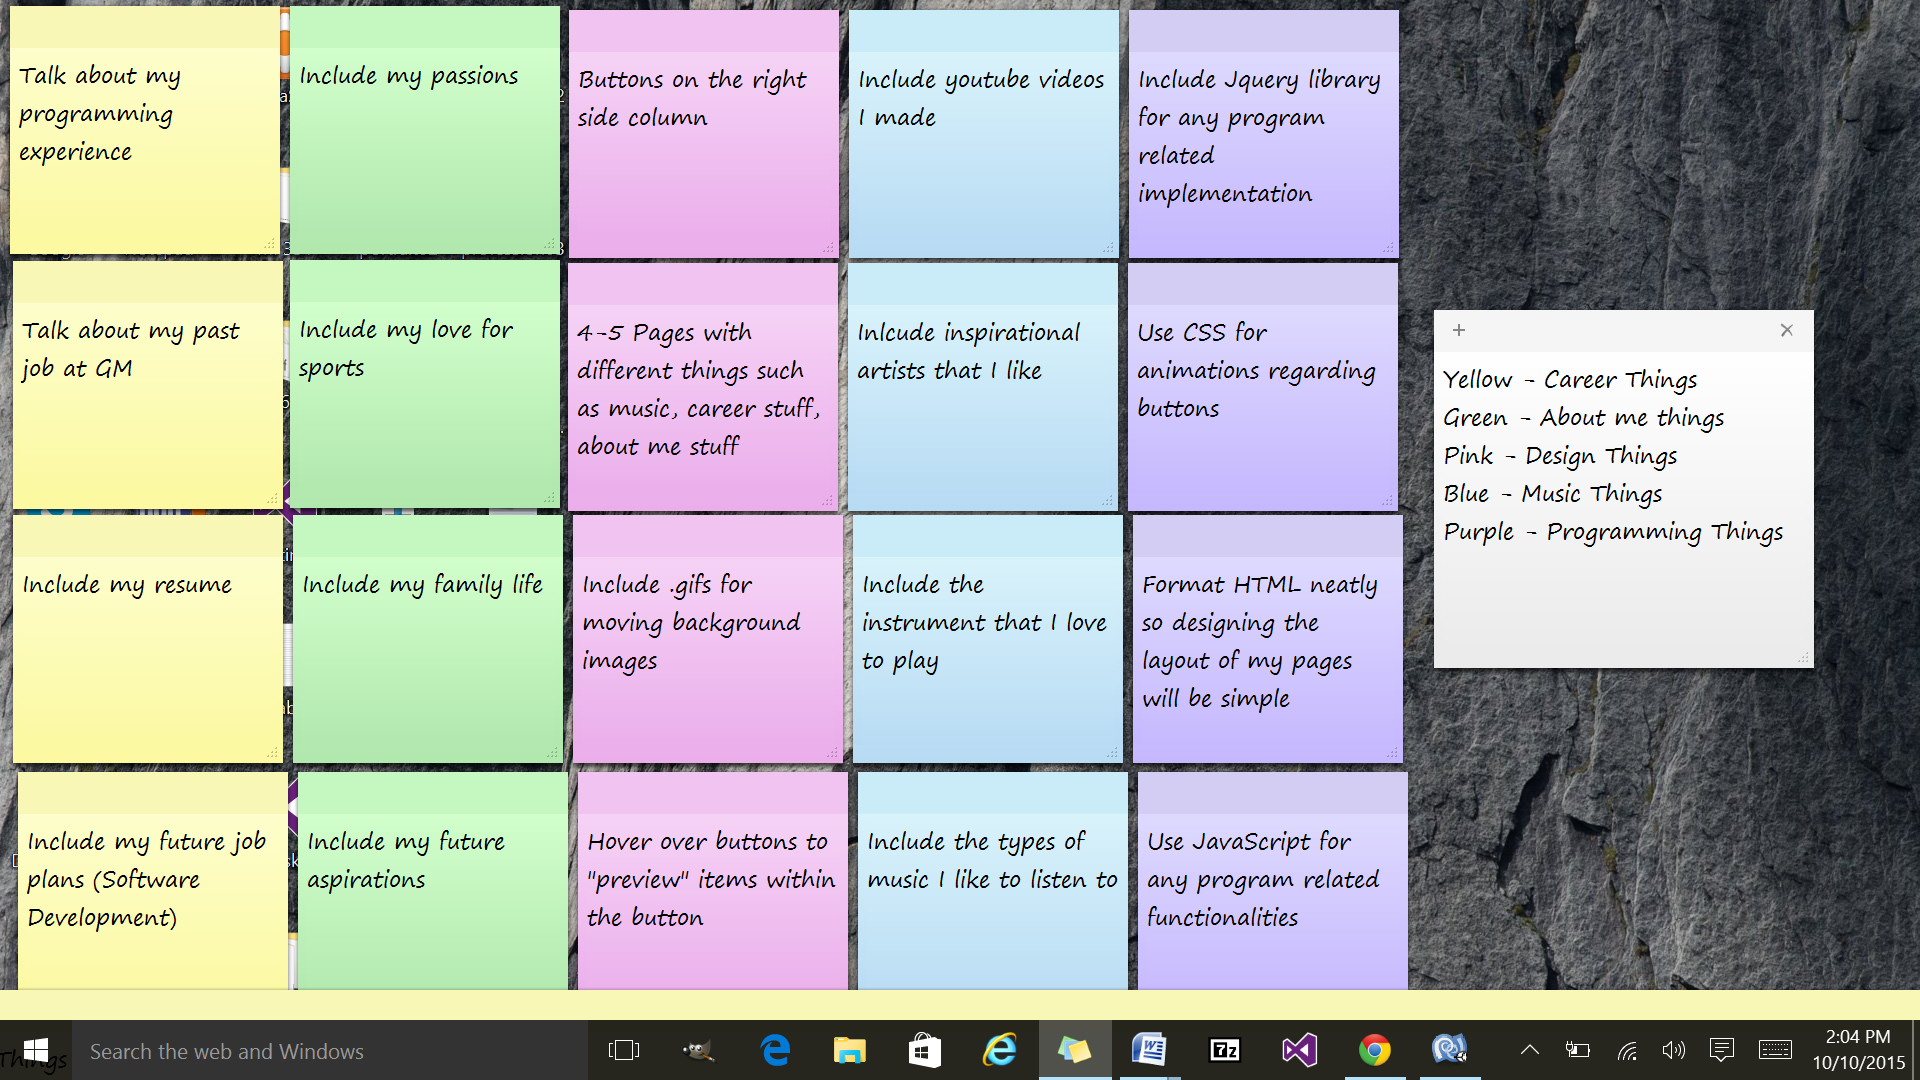 Talk about my
programming
experience
Include my passions
Buttons on the right
side column
Include youtube videos
I made
Include Jquery library
for any program
related
implementation
Talk about my past
job at GM
Include my love for
sports
4-5 Pages with
different things such
as music, career stuff,
about me stuff
Inlcude inspirational
artists that I like
Use CSS for
animations regarding
buttons
Yellow - Career Things
Green - About me things
Pink - Design Things
Blue - Music Things
Purple - Programming Things
Include my resume
Include my family life
Include .gifs for
moving background
images
Include the
instrument that I love
to play
Format HTML neatly
so designing the
layout of my pages
will be simple
Include my future job
plans (Software
Development)
Include my future
aspirations
Hover over buttons to
"preview" items within
the button
Include the types of
music I like to listen to
Use JavaScript for
any program related
functionalities
Things
Search the web and Windows
7z
2:04 PM
10/10/2015